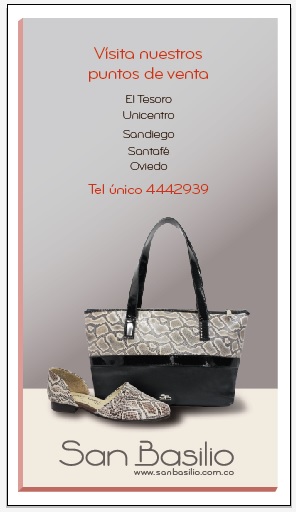 Vísita nuestros
puntos de venta
El Tesoro
Unicentro
Sandiego
Santafé
Oviedo
Tel único 4442939
San Basilio
www.sanbasilio.com.co